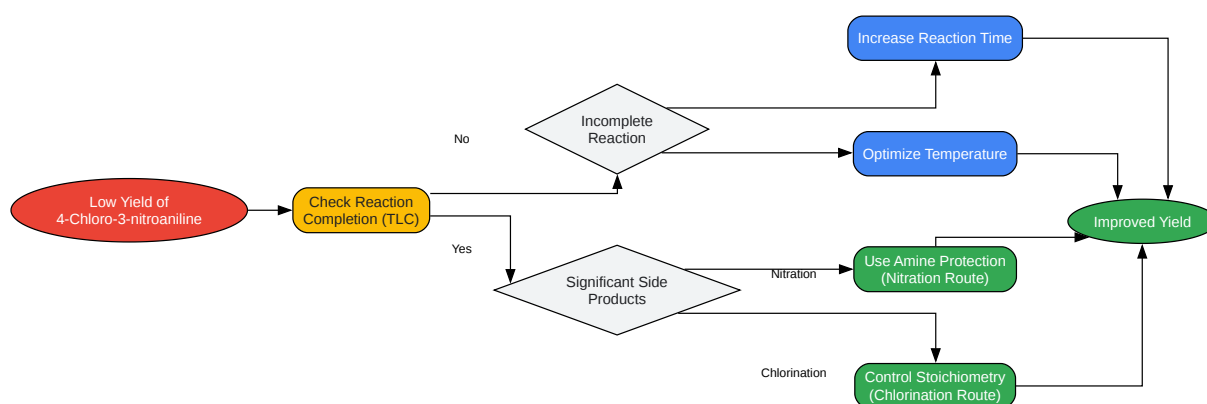 Increase Reaction Time
Incomplete
Reaction
No
Optimize Temperature
Low Yield of
4-Chloro-3-nitroaniline
Check Reaction
Completion (TLC)
Improved Yield
Yes
Significant Side
Products
Nitration
Use Amine Protection
(Nitration Route)
Chlorination
Control Stoichiometry
(Chlorination Route)